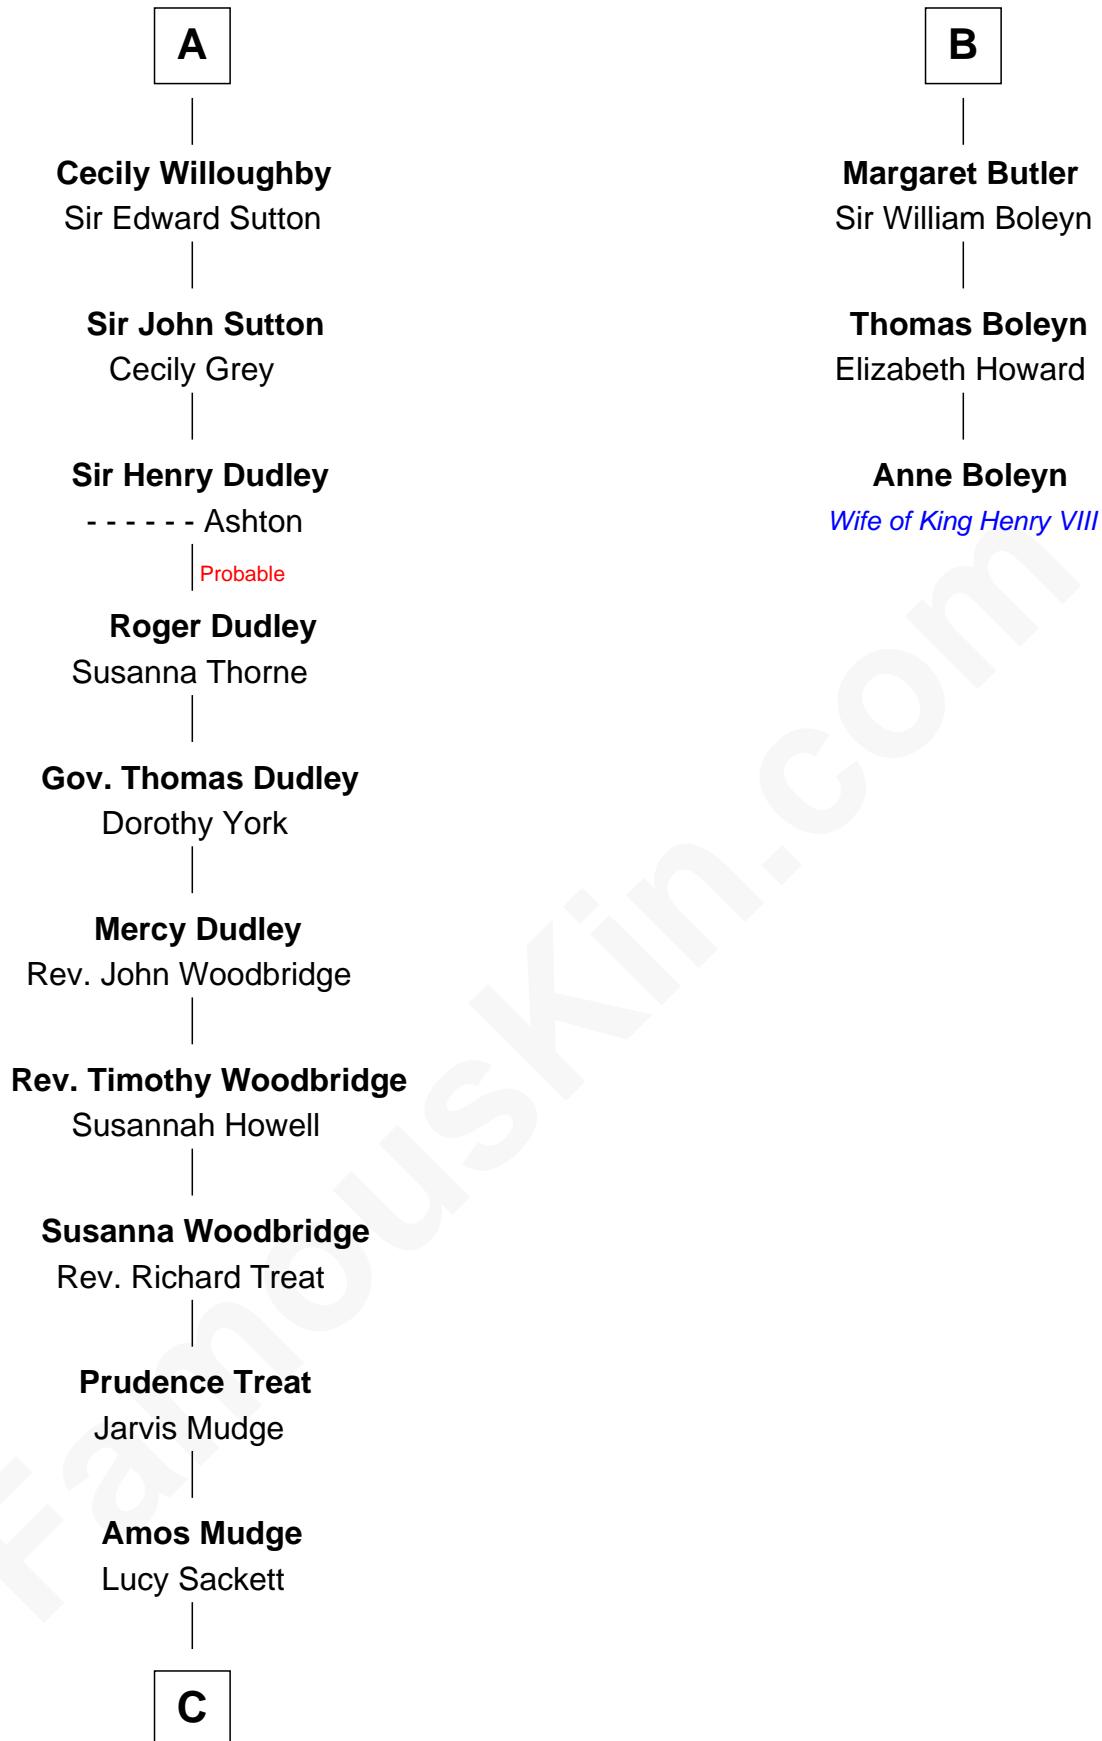 A
Cecily Willoughby
Sir Edward Sutton
Sir John Sutton
Cecily Grey
Sir Henry Dudley
- - - - - - Ashton
Probable
Roger Dudley
Susanna Thorne
Gov. Thomas Dudley
Dorothy York
Mercy Dudley
Rev. John Woodbridge
Rev. Timothy Woodbridge
Susannah Howell
Susanna Woodbridge
Rev. Richard Treat
Prudence Treat
Jarvis Mudge
Amos Mudge
Lucy Sackett
C
B
Margaret Butler
Sir William Boleyn
Thomas Boleyn
Elizabeth Howard
Anne Boleyn
Wife of King Henry VIII
FamousKin.com